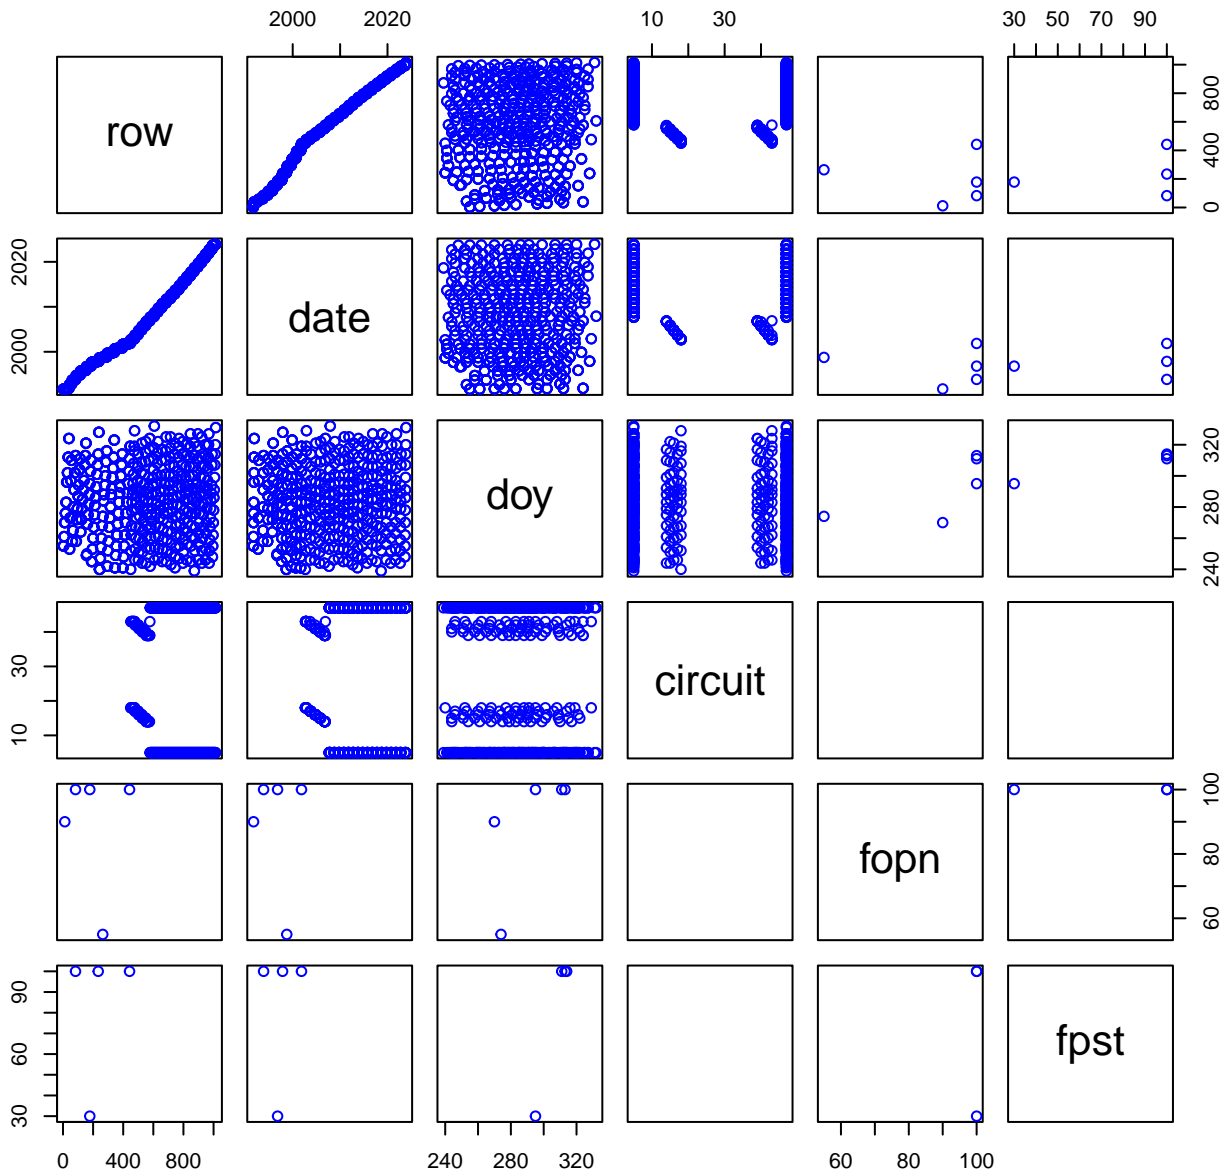 2000 2020 10 30 30 50 70 90
row 0 400 800
2000 2020 date
doy 240 280 320
10 30 circuit
fopn 60 80 100
30 60 90 fpst
0 400 800 240 280 320 60 80 100